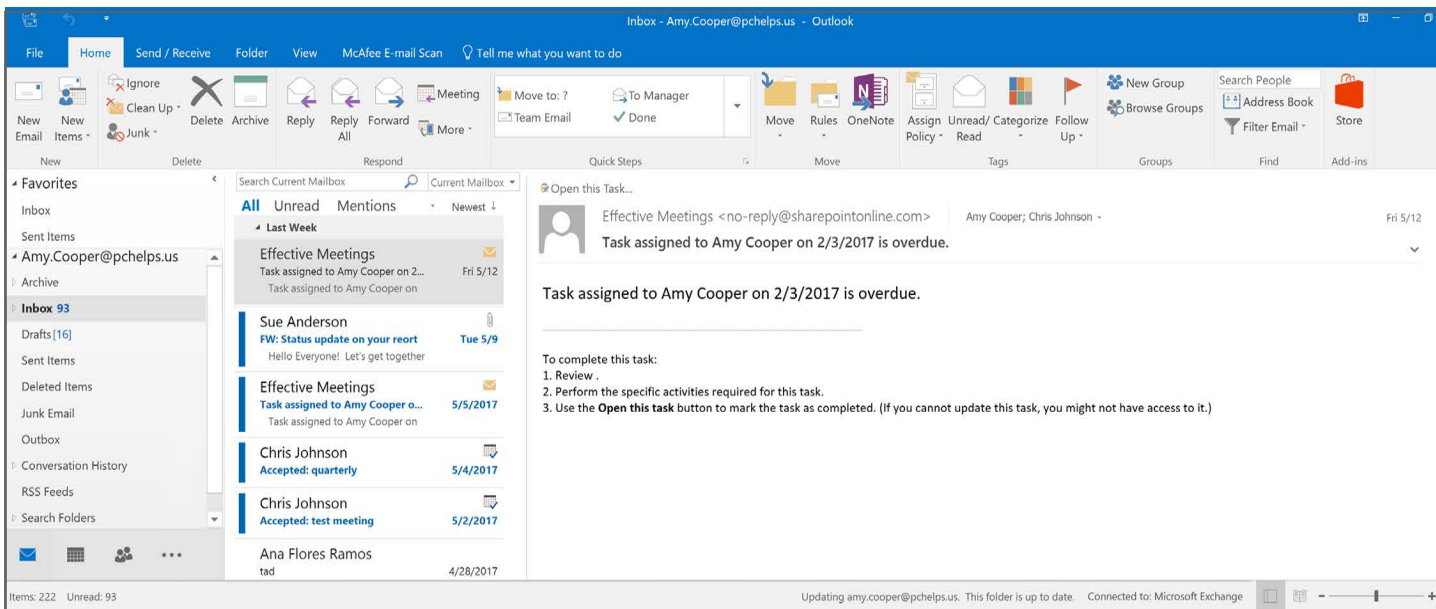 Inbox - Amy.Cooper@pchelps.us - Outlook
File Home Send / Receive Folder View McAfee E-mail Scan Tell me what you want to do
New Email
New Items
Ignore
Clean Up
Junk
Delete
Archive
Reply
Reply All
Forward
Meeting
More
Move to: ?
Team Email
To Manager
Done
Move
Rules
OneNote
Assign Policy
Unread/ Read
Categorize
Follow Up
New Group
Browse Groups
Search People
Address Book
Filter Email
Store
New Delete Respond Quick Steps Move Tags Groups Find Add-ins
Favorites
Inbox
Sent Items
Amy.Cooper@pchelps.us
Archive
Inbox 93
Drafts [16]
Sent Items
Deleted Items
Junk Email
Outbox
Conversation History
RSS Feeds
Search Folders
Search Current Mailbox Current Mailbox
All Unread Mentions Newest ↓
Last Week
Effective Meetings
Task assigned to Amy Cooper on 2... Fri 5/12
Task assigned to Amy Cooper on
Sue Anderson
FW: Status update on your reort Tue 5/9
Hello Everyone! Let's get together
Effective Meetings
Task assigned to Amy Cooper o... 5/5/2017
Task assigned to Amy Cooper on
Chris Johnson
Accepted: quarterly 5/4/2017
Chris Johnson
Accepted: test meeting 5/2/2017
Ana Flores Ramos
tad 4/28/2017
Open this Task...
Effective Meetings <no-reply@sharepointonline.com> Amy Cooper; Chris Johnson Fri 5/12
Task assigned to Amy Cooper on 2/3/2017 is overdue.
Task assigned to Amy Cooper on 2/3/2017 is overdue.
To complete this task:
1. Review .
2. Perform the specific activities required for this task.
3. Use the Open this task button to mark the task as completed. (If you cannot update this task, you might not have access to it.)
Items: 222 Unread: 93 Updating amy.cooper@pchelps.us. This folder is up to date. Connected to: Microsoft Exchange